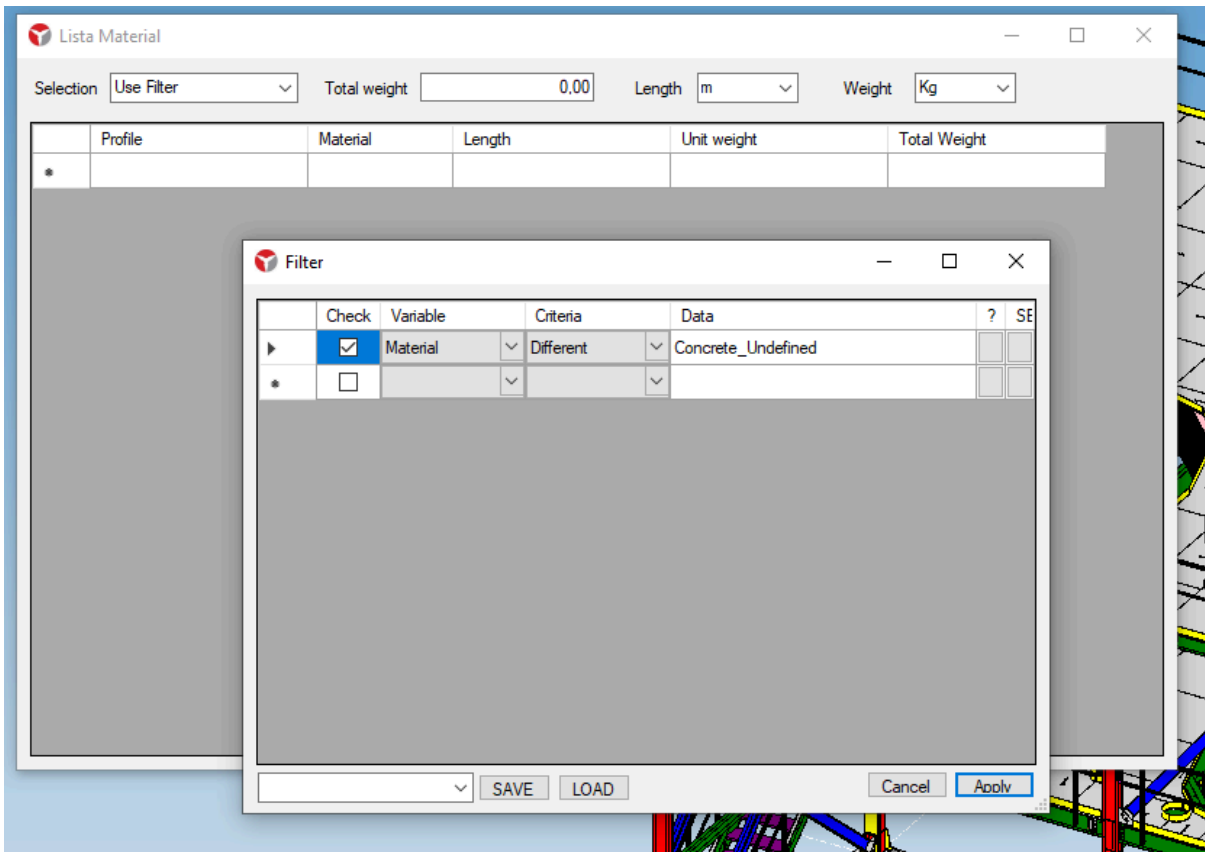 Lista Material
Selection Use Filter Total weight 0,00 Length m Weight Kg
Profile Material Length Unit weight Total Weight
Filter
Check Variable Criteria Data ? SE
Material Different Concrete_Undefined
SAVE LOAD Cancel Apply